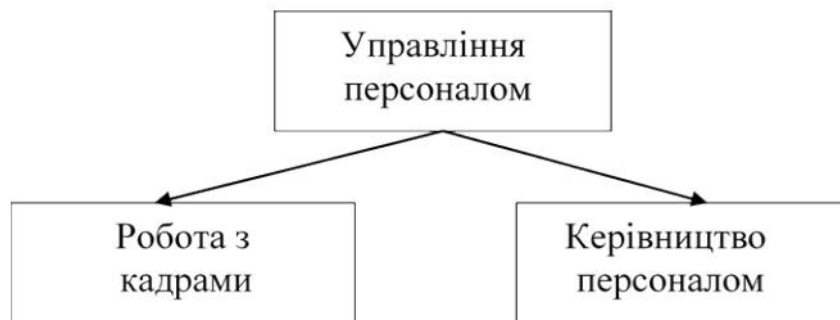 Управління
персоналом
Робота з
кадрами
Керівництво
персоналом